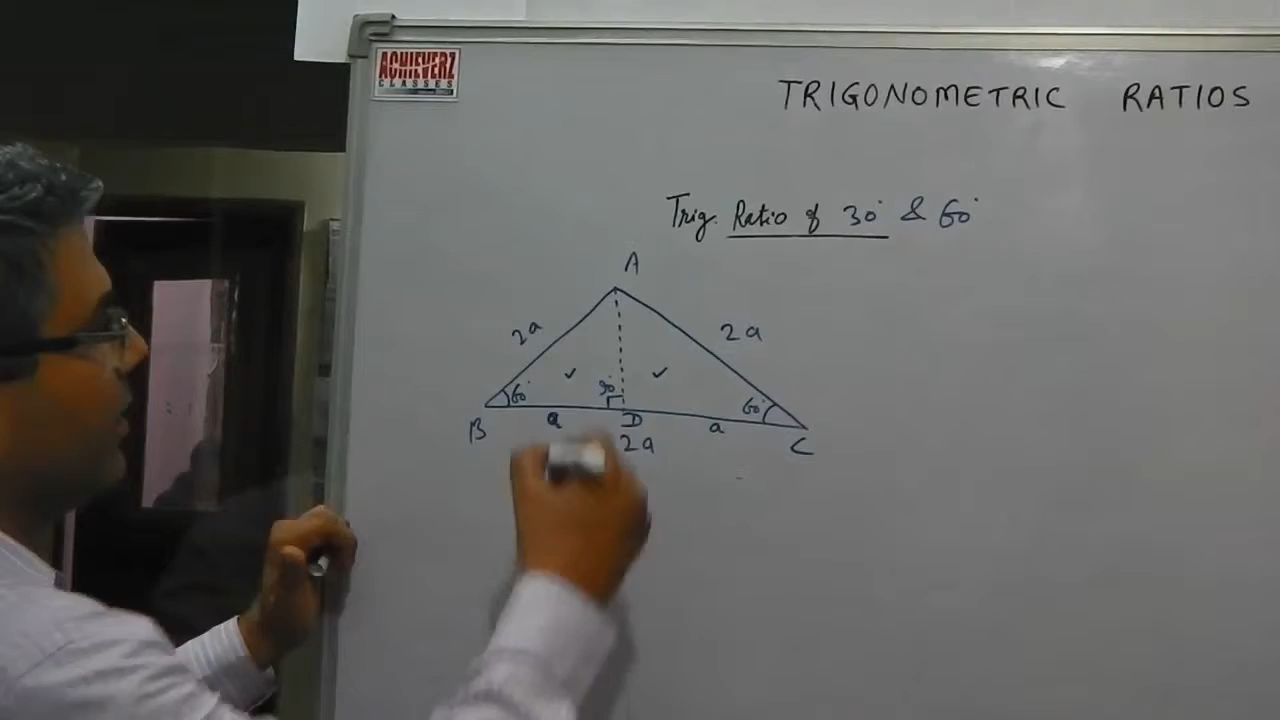 ACHIEVERZ
CLASSES
TRIGONOMETRIC RATIOS
Trig. Ratio of 30° & 60°
A
2a
2a
60°
90°
60°
B
a
D
a
C
2a